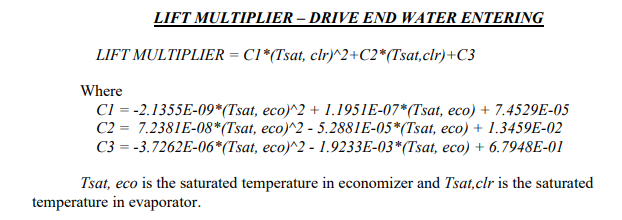 LIFT MULTIPLIER – DRIVE END WATER ENTERING
LIFT MULTIPLIER = C1*(Tsat, clr)^2+C2*(Tsat,clr)+C3
Where
C1 = -2.1355E-09*(Tsat, eco)^2 + 1.1951E-07*(Tsat, eco) + 7.4529E-05
C2 = 7.2381E-08*(Tsat, eco)^2 - 5.2881E-05*(Tsat, eco) + 1.3459E-02
C3 = -3.7262E-06*(Tsat, eco)^2 - 1.9233E-03*(Tsat, eco) + 6.7948E-01
Tsat, eco is the saturated temperature in economizer and Tsat,clr is the saturated
temperature in evaporator.